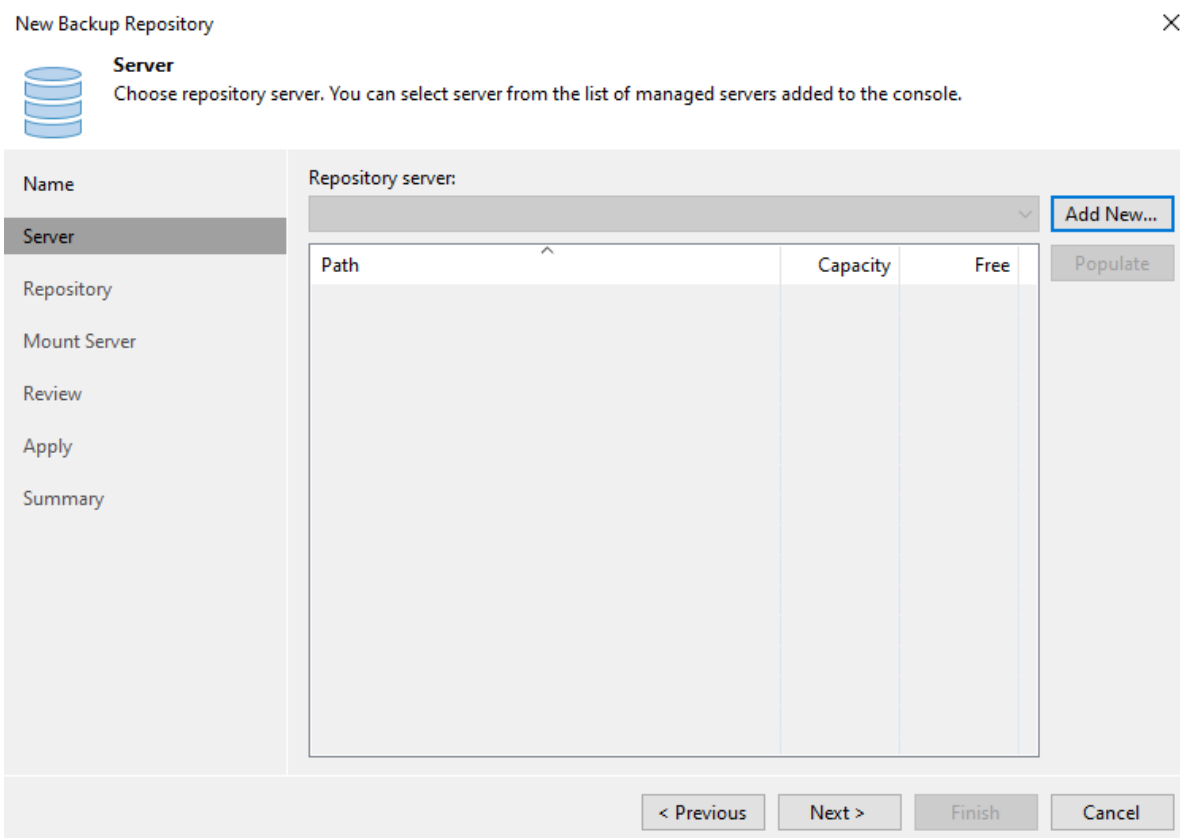 New Backup Repository
Server
Choose repository server. You can select server from the list of managed servers added to the console.
Name
Server
Repository
Mount Server
Review
Apply
Summary
Repository server:
Add New...
Path Capacity Free
Populate
< Previous Next > Finish Cancel